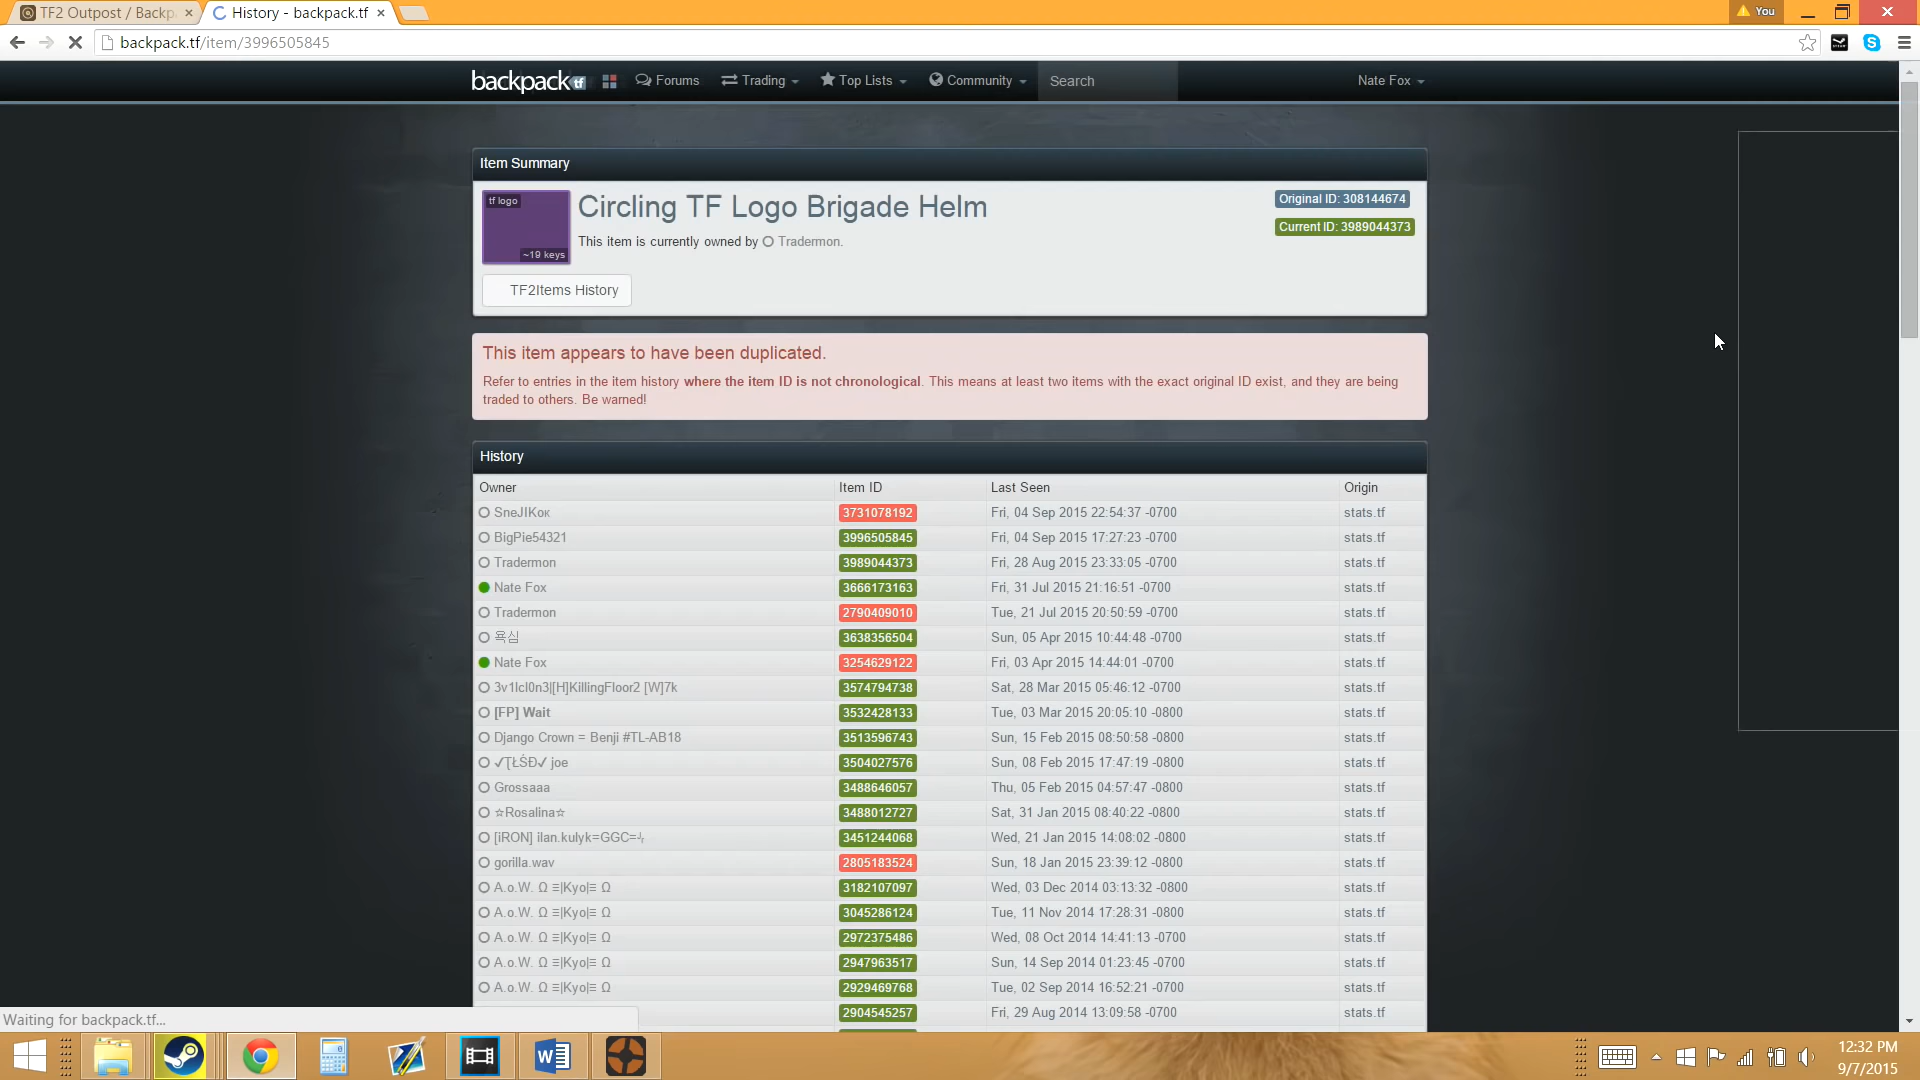 TF2 Outpost / Backp
History - backpack.tf
You
backpack.tf/item/3996505845
backpack tf
Forums
Trading
Top Lists
Community
Search
Nate Fox
Item Summary
tf logo
~19 keys
Circling TF Logo Brigade Helm
This item is currently owned by Tradermon.
Original ID: 308144674
Current ID: 3989044373
TF2Items History
This item appears to have been duplicated.
Refer to entries in the item history where the item ID is not chronological. This means at least two items with the exact original ID exist, and they are being
traded to others. Be warned!
History
Owner Item ID Last Seen Origin
SneJIKoк 3731078192 Fri, 04 Sep 2015 22:54:37 -0700 stats.tf
BigPie54321 3996505845 Fri, 04 Sep 2015 17:27:23 -0700 stats.tf
Tradermon 3989044373 Fri, 28 Aug 2015 23:33:05 -0700 stats.tf
Nate Fox 3666173163 Fri, 31 Jul 2015 21:16:51 -0700 stats.tf
Tradermon 2790409010 Tue, 21 Jul 2015 20:50:59 -0700 stats.tf
욕심 3638356504 Sun, 05 Apr 2015 10:44:48 -0700 stats.tf
Nate Fox 3254629122 Fri, 03 Apr 2015 14:44:01 -0700 stats.tf
3v1lcl0n3|[H]KillingFloor2 [W]7k 3574794738 Sat, 28 Mar 2015 05:46:12 -0700 stats.tf
[FP] Wait 3532428133 Tue, 03 Mar 2015 20:05:10 -0800 stats.tf
Django Crown = Benji #TL-AB18 3513596743 Sun, 15 Feb 2015 08:50:58 -0800 stats.tf
joe 3504027576 Sun, 08 Feb 2015 17:47:19 -0800 stats.tf
Grossaaa 3488646057 Thu, 05 Feb 2015 04:57:47 -0800 stats.tf
☆Rosalina☆ 3488012727 Sat, 31 Jan 2015 08:40:22 -0800 stats.tf
[iRON] ilan.kulyk=GGC= 3451244068 Wed, 21 Jan 2015 14:08:02 -0800 stats.tf
gorilla.wav 2805183524 Sun, 18 Jan 2015 23:39:12 -0800 stats.tf
A.o.W. Ω ≡|Kyo|≡ Ω 3182107097 Wed, 03 Dec 2014 03:13:32 -0800 stats.tf
A.o.W. Ω ≡|Kyo|≡ Ω 3045286124 Tue, 11 Nov 2014 17:28:31 -0800 stats.tf
A.o.W. Ω ≡|Kyo|≡ Ω 2972375486 Wed, 08 Oct 2014 14:41:13 -0700 stats.tf
A.o.W. Ω ≡|Kyo|≡ Ω 2947963517 Sun, 14 Sep 2014 01:23:45 -0700 stats.tf
A.o.W. Ω ≡|Kyo|≡ Ω 2929469768 Tue, 02 Sep 2014 16:52:21 -0700 stats.tf
2904545257 Fri, 29 Aug 2014 13:09:58 -0700 stats.tf
Waiting for backpack.tf...
12:32 PM
9/7/2015